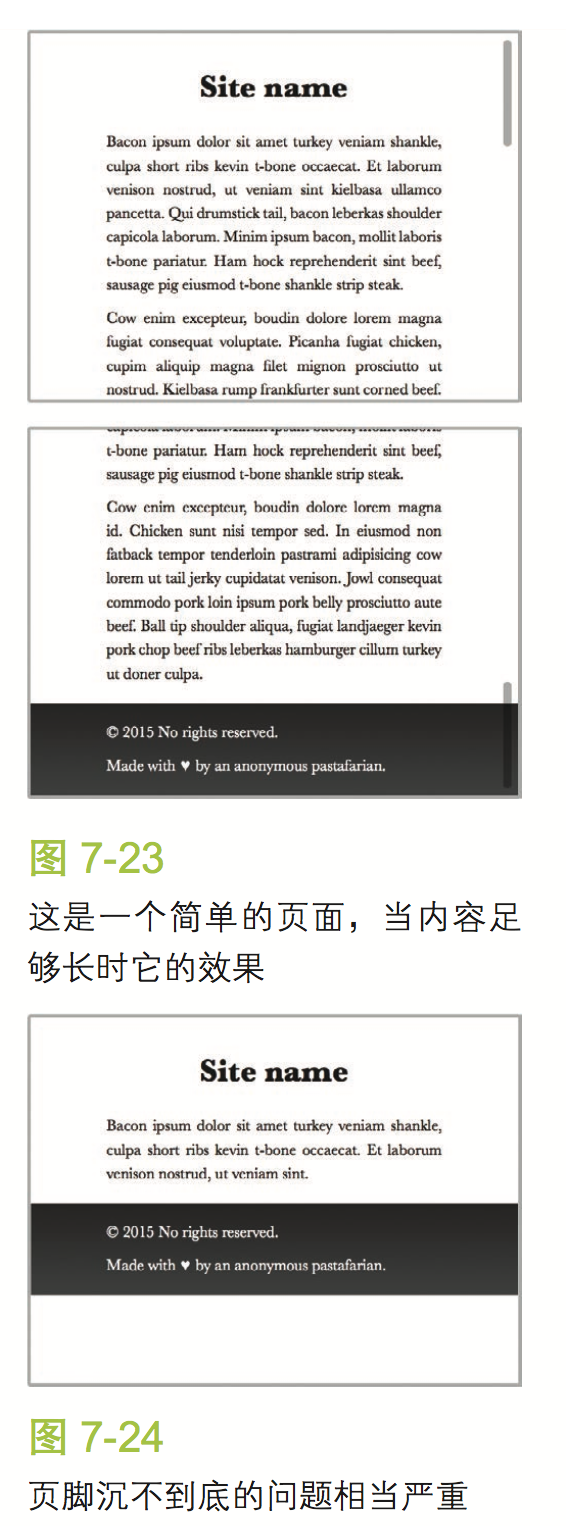 Site name
Bacon ipsum dolor sit amet turkey veniam shankle,
culpa short ribs kevin t-bone occaecat. Et laborum
venison nostrud, ut veniam sint kielbasa ullamco
pancetta. Qui drumstick tail, bacon leberkas shoulder
capicola laborum. Minim ipsum bacon, mollit laboris
t-bone pariatur. Ham hock reprehenderit sint beef,
sausage pig eiusmod t-bone shankle strip steak.
Cow enim excepteur, boudin dolore lorem magna
fugiat consequat voluptate. Picanha fugiat chicken,
cupim aliquip magna filet mignon prosciutto ut
nostrud. Kielbasa rump frankfurter sunt corned beef.
t-bone pariatur. Ham hock reprehenderit sint beef,
sausage pig eiusmod t-bone shankle strip steak.
Cow enim excepteur, boudin dolore lorem magna
id. Chicken sunt nisi tempor sed. In eiusmod non
fatback tempor tenderloin pastrami adipisicing cow
lorem ut tail jerky cupidatat venison. Jowl consequat
commodo pork loin ipsum pork belly prosciutto aute
beef. Ball tip shoulder aliqua, fugiat landjaeger kevin
pork chop beef ribs leberkas hamburger cillum turkey
ut doner culpa.
© 2015 No rights reserved.
Made with ♥ by an anonymous pastafarian.
图 7-23
这是一个简单的页面，当内容足
够长时它的效果
Site name
Bacon ipsum dolor sit amet turkey veniam shankle,
culpa short ribs kevin t-bone occaecat. Et laborum
venison nostrud, ut veniam sint.
© 2015 No rights reserved.
Made with ♥ by an anonymous pastafarian.
图 7-24
页脚沉不到底的问题相当严重